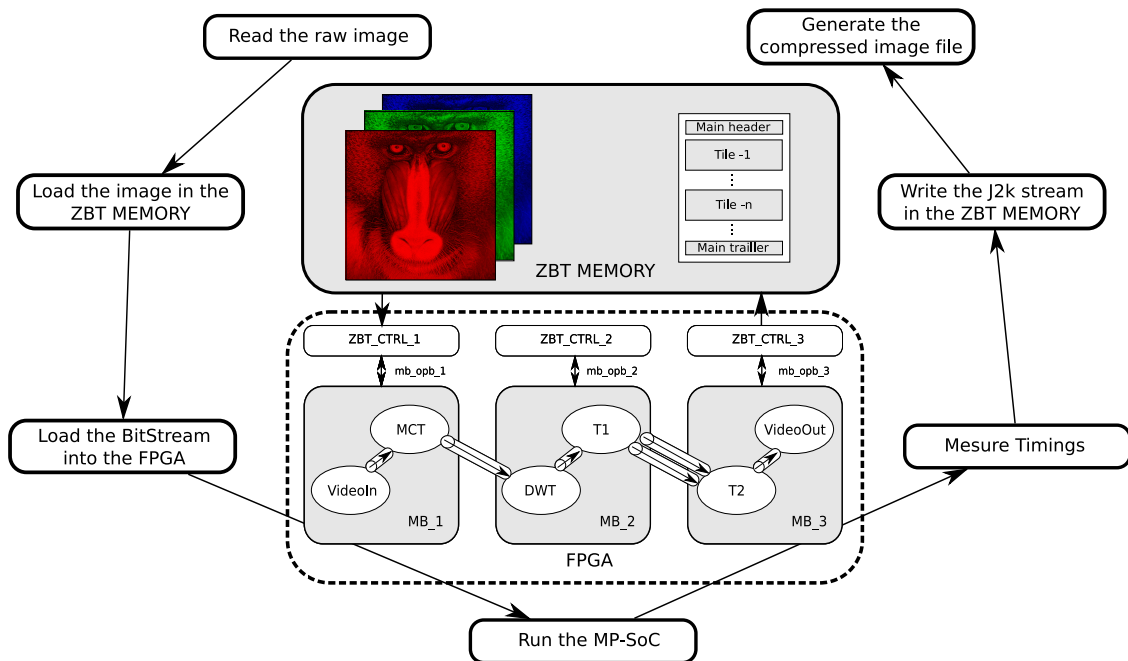 Read the raw image
Generate the
compressed image file
Main header
Tile -1
Tile -n
Main trailler
ZBT MEMORY
Load the image in the
ZBT MEMORY
Write the J2k stream
in the ZBT MEMORY
ZBT_CTRL_1
ZBT_CTRL_2
ZBT_CTRL_3
mb_opb_1
mb_opb_2
mb_opb_3
MCT
T1
VideoOut
VideoIn
DWT
T2
MB_1
MB_2
MB_3
FPGA
Load the BitStream
into the FPGA
Mesure Timings
Run the MP-SoC